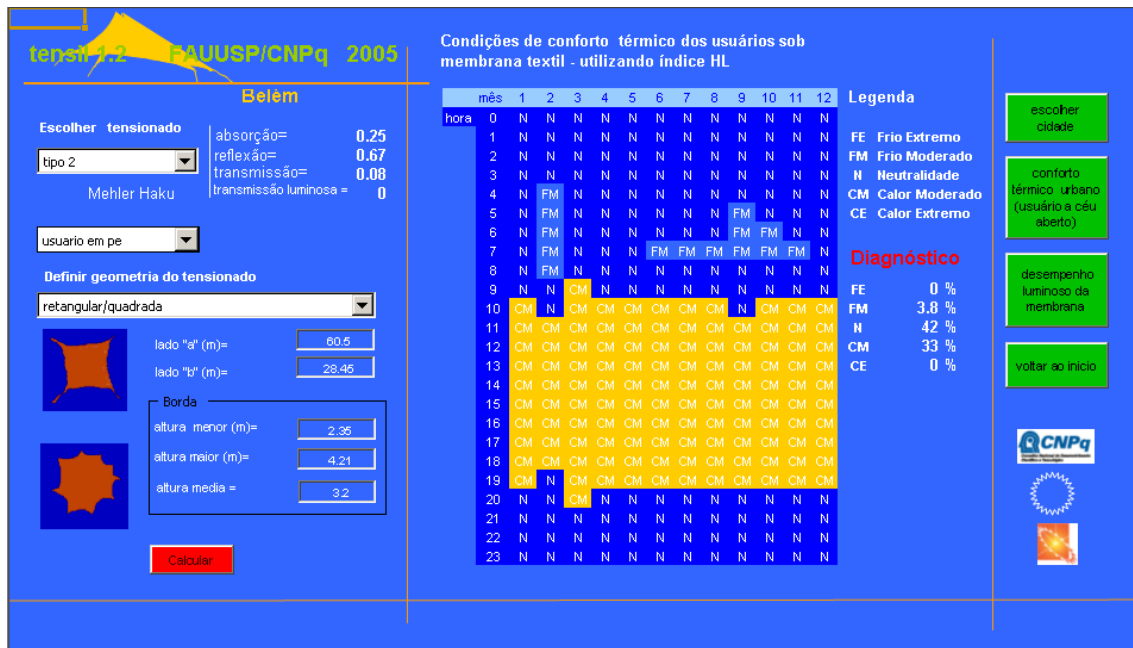 tensil 1.2 FAUUSP/CNPq 2005
Belém
Escolher tensionado
tipo 2
Mehler Haku
absorção= 0.25
reflexão= 0.67
transmissão= 0.08
transmissão luminosa = 0
usuario em pe
Definir geometria do tensionado
retangular/quadrada
lado "a" (m)= 60.5
lado "b" (m)= 28.45
Borda
altura menor (m)= 2.35
altura maior (m)= 4.21
altura media = 3.2
Calcular
Condições de conforto térmico dos usuários sob
membrana textil - utilizando índice HL
mês 1 2 3 4 5 6 7 8 9 10 11 12
hora 0 N N N N N N N N N N N N
1 N N N N N N N N N N N N
2 N N N N N N N N N N N N
3 N N N N N N N N N N N N
4 N FM N N N N N N N N N N
5 N FM N N N N N N FM N N N
6 N FM N N N N N N FM FM N N
7 N FM N N N FM FM FM FM FM FM N
8 N FM N N N N N N N N N N
9 N N CM N N N N N N N N N
10 CM N CM CM CM CM CM CM N CM CM CM
11 CM CM CM CM CM CM CM CM CM CM CM CM
12 CM CM CM CM CM CM CM CM CM CM CM CM
13 CM CM CM CM CM CM CM CM CM CM CM CM
14 CM CM CM CM CM CM CM CM CM CM CM CM
15 CM CM CM CM CM CM CM CM CM CM CM CM
16 CM CM CM CM CM CM CM CM CM CM CM CM
17 CM CM CM CM CM CM CM CM CM CM CM CM
18 CM CM CM CM CM CM CM CM CM CM CM CM
19 CM N CM CM CM CM CM CM CM CM CM CM
20 N N CM N N N N N N N N N
21 N N N N N N N N N N N N
22 N N N N N N N N N N N N
23 N N N N N N N N N N N N
Legenda
FE Frio Extremo
FM Frio Moderado
N Neutralidade
CM Calor Moderado
CE Calor Extremo
Diagnóstico
FE 0 %
FM 3.8 %
N 42 %
CM 33 %
CE 0 %
escolher
cidade
conforto
térmico urbano
(usuário a céu
aberto)
desempenho
luminoso da
membrana
voltar ao inicio
CNPq